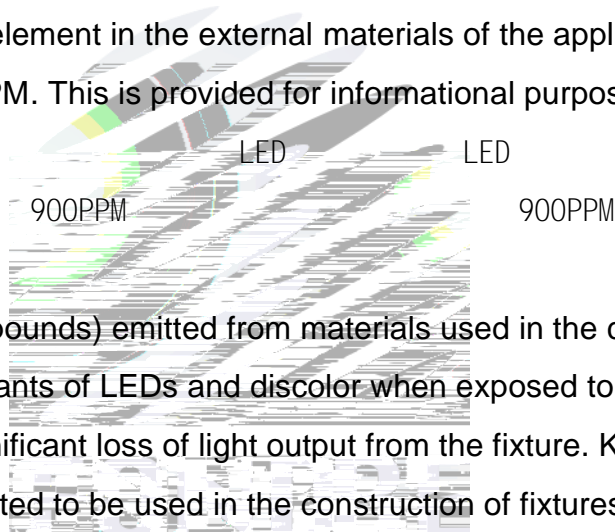 element in the external materials of the appl
PM. This is provided for informational purpos
LED LED
900PPM 900PPM
ounds) emitted from materials used in the c
ants of LEDs and discolor when exposed to
nificant loss of light output from the fixture. K
ted to be used in the construction of fixtures